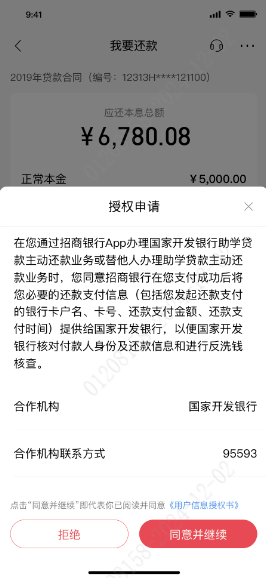 9:41
我要还款
2019年贷款合同（编号：12313H****121100）
应还本息总额
￥6,780.08
正常本金
￥5,000.00
授权申请
在您通过招商银行App办理国家开发银行助学贷
款主动还款业务或替他人办理助学贷款主动还
款业务时，您同意招商银行在您支付成功后将
您必要的还款支付信息（包括您发起还款支付
的银行卡户名、卡号、还款支付金额、还款支
付时间）提供给国家开发银行，以便国家开发
银行核对付款人身份及还款信息和进行反洗钱
核查。
合作机构
国家开发银行
合作机构联系方式
95593
点击“同意并继续”即代表你已阅读并同意《用户信息授权书》
拒绝
同意并继续